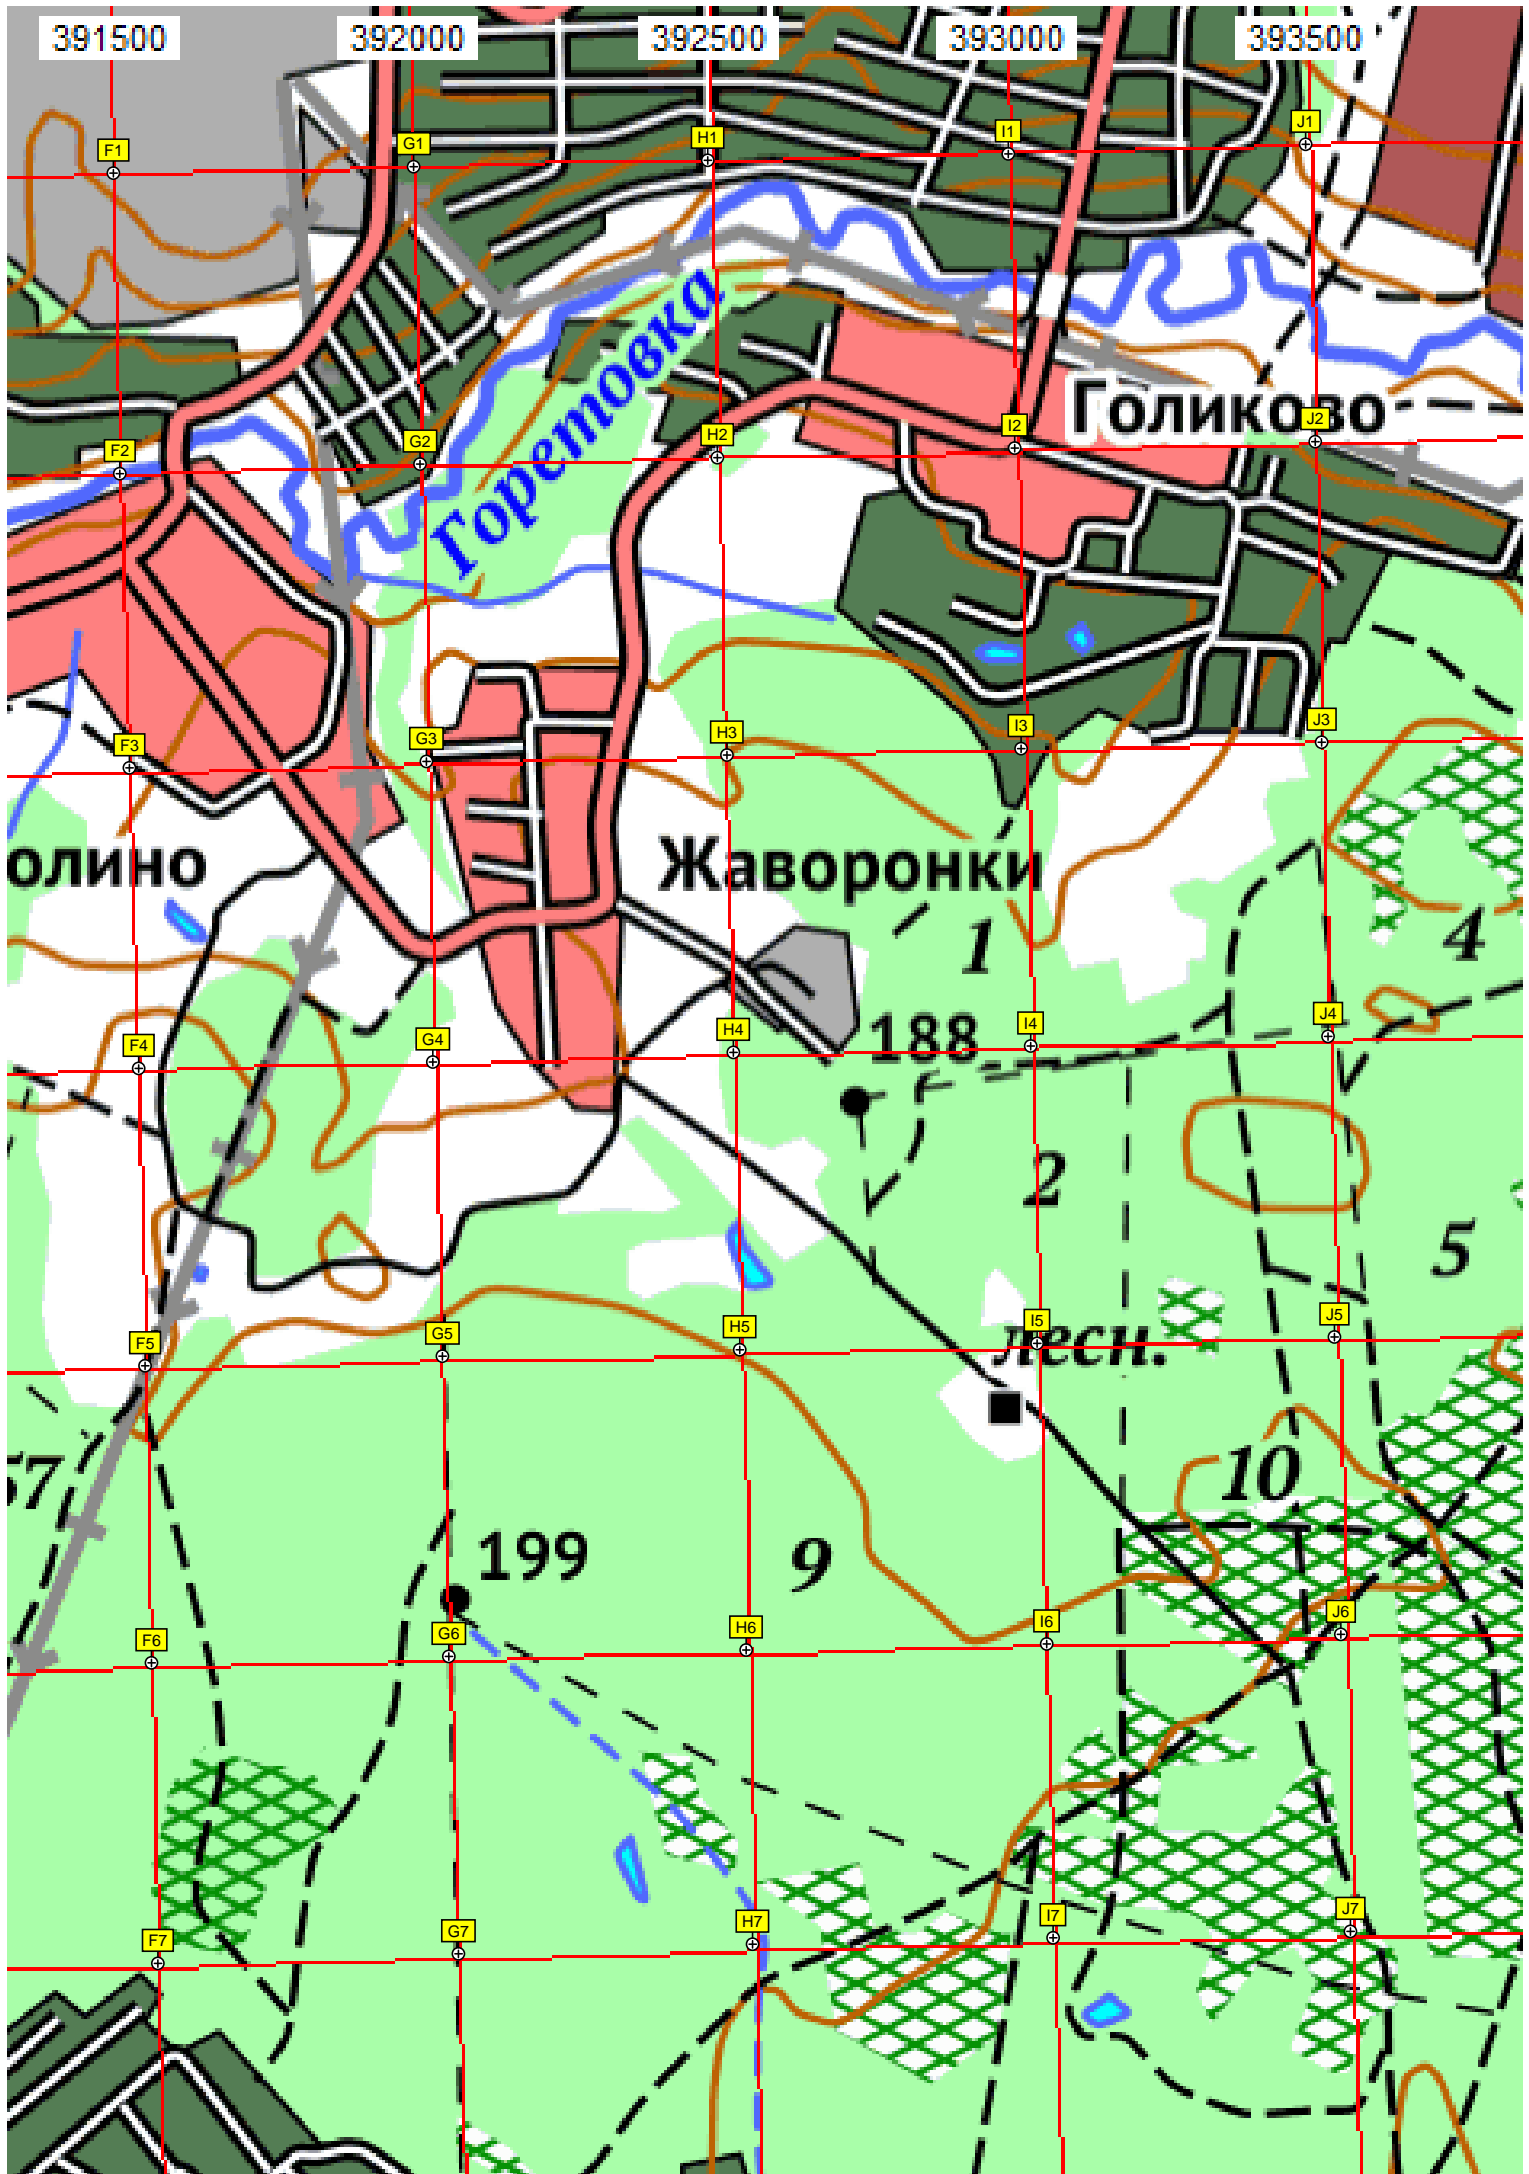 391500 392000 392500 393000 393500
F1 G1 H1 I1 J1
Горетовка
Голиково
F2 G2 H2 I2 J2
F3 G3 H3 I3 J3
олино
Жаворонки
1
4
188
F4 G4 H4 I4 J4
2
5
F5 G5 H5 I5 J5
лесн.
57
10
199
9
F6 G6 H6 I6 J6
F7 G7 H7 I7 J7